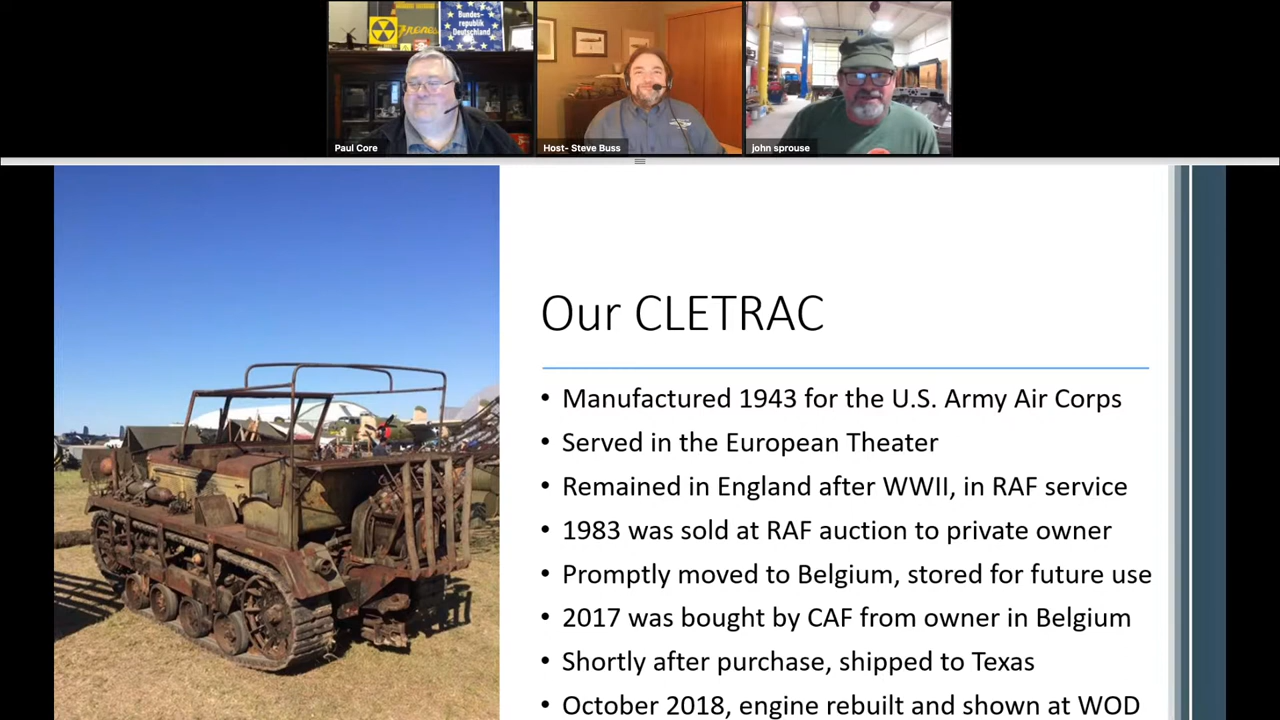 Bundes-
republik
Deutschland
Paul Core
Host- Steve Buss
john sprouse
Our CLETRAC
• Manufactured 1943 for the U.S. Army Air Corps
• Served in the European Theater
• Remained in England after WWII, in RAF service
• 1983 was sold at RAF auction to private owner
• Promptly moved to Belgium, stored for future use
• 2017 was bought by CAF from owner in Belgium
• Shortly after purchase, shipped to Texas
• October 2018, engine rebuilt and shown at WOD